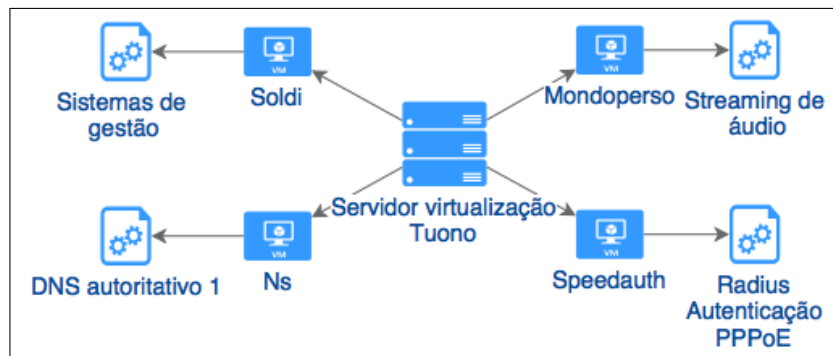 VM
VM
Sistemas de
gestão
Soldi
Mondoperso
Streaming de
áudio
Servidor virtualização
Tuono
VM
VM
DNS autoritativo 1
Ns
Speedauth
Radius
Autenticação
PPPoE